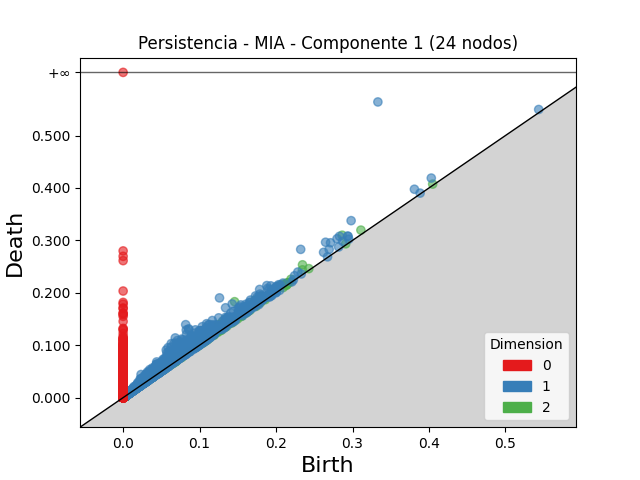 Persistencia - MIA - Componente 1 (24 nodos)
+∞
0.500
0.400
0.300
0.200
0.100
0.000
Death
Dimension
0
1
2
0.0 0.1 0.2 0.3 0.4 0.5
Birth